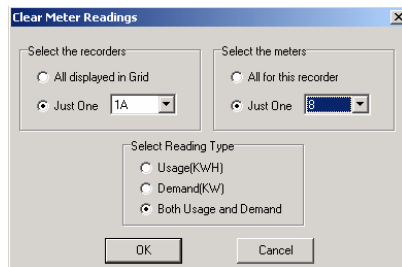 Clear Meter Readings
Select the recorders
All displayed in Grid
Just One 1A
Select the meters
All for this recorder
Just One 8
Select Reading Type
Usage(KWH)
Demand(KW)
Both Usage and Demand
OK Cancel